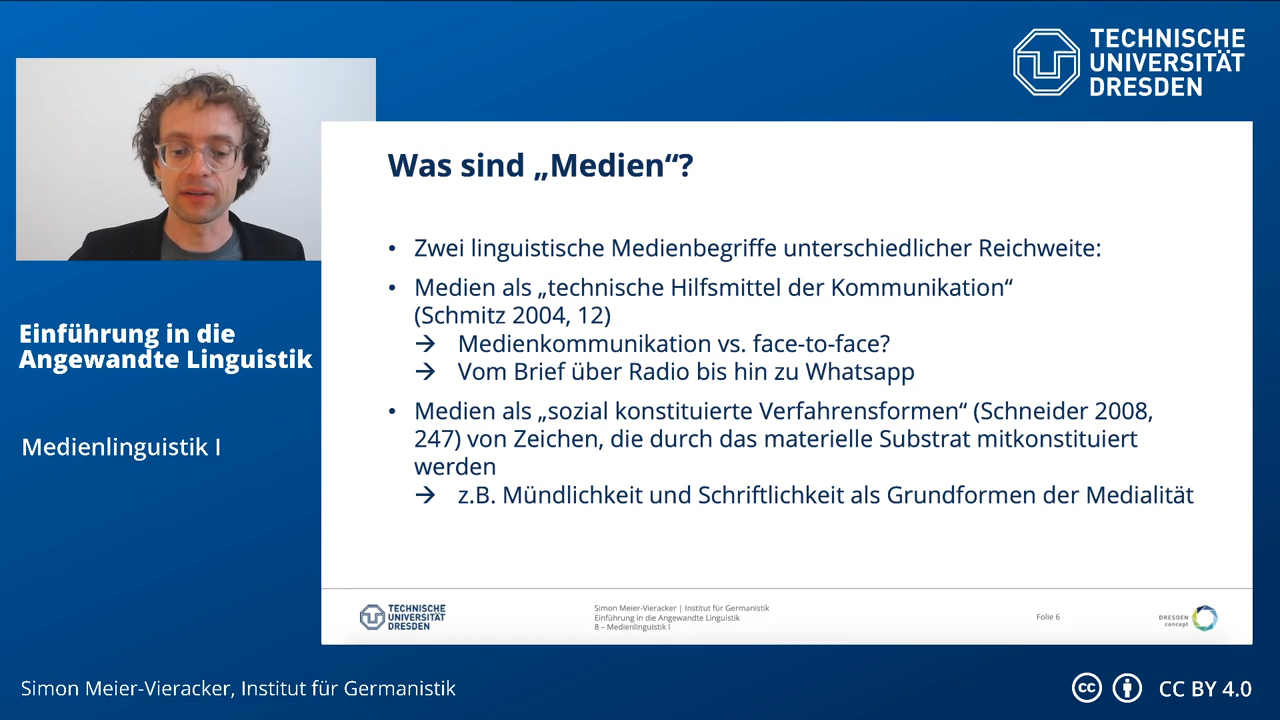 TECHNISCHE
UNIVERSITÄT
DRESDEN
Was sind „Medien“?
• Zwei linguistische Medienbegriffe unterschiedlicher Reichweite:
• Medien als „technische Hilfsmittel der Kommunikation“
(Schmitz 2004, 12)
→ Medienkommunikation vs. face-to-face?
→ Vom Brief über Radio bis hin zu Whatsapp
• Medien als „sozial konstituierte Verfahrensformen“ (Schneider 2008,
247) von Zeichen, die durch das materielle Substrat mitkonstituiert
werden
→ z.B. Mündlichkeit und Schriftlichkeit als Grundformen der Medialität
Einführung in die
Angewandte Linguistik
Medienlinguistik I
TECHNISCHE
UNIVERSITÄT
DRESDEN
Simon Meier-Vieracker | Institut für Germanistik
Einführung in die Angewandte Linguistik
8 – Medienlinguistik I
Folie 6
DRESDEN
concept
Simon Meier-Vieracker, Institut für Germanistik
cc
CC BY 4.0